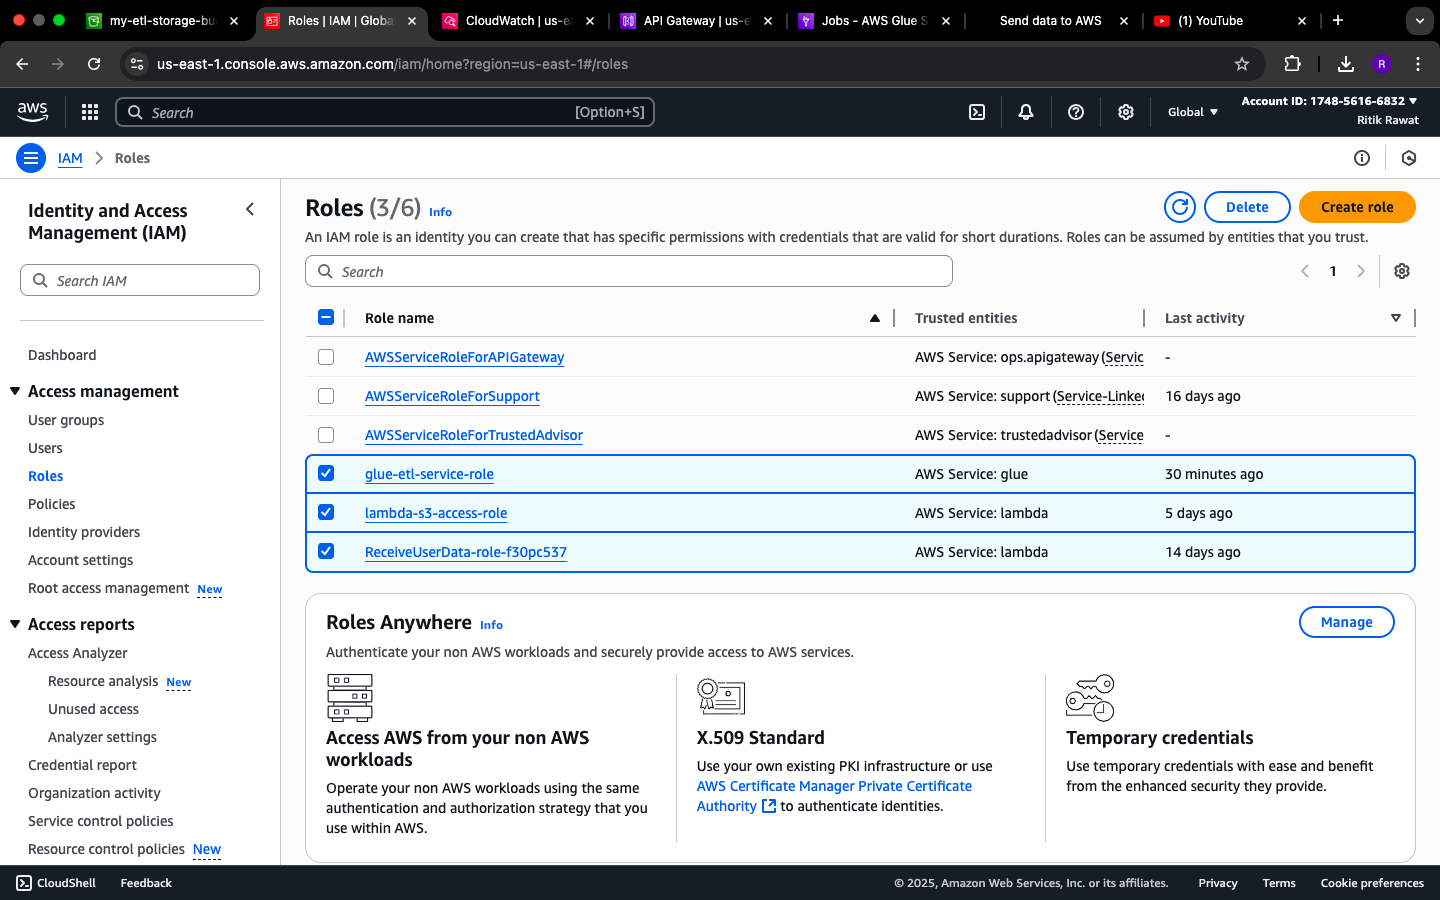 my-etl-storage-bu
Roles | IAM | Globa
CloudWatch | us-ea
API Gateway | us-e
Jobs - AWS Glue S
Send data to AWS
(1) YouTube
us-east-1.console.aws.amazon.com/iam/home?region=us-east-1#/roles
R
aws
Search
[Option+S]
Global
Account ID: 1748-5616-6832
Ritik Rawat
IAM
Roles
Identity and Access
Management (IAM)
Search IAM
Dashboard
Access management
User groups
Users
Roles
Policies
Identity providers
Account settings
Root access management New
Access reports
Access Analyzer
Resource analysis New
Unused access
Analyzer settings
Credential report
Organization activity
Service control policies
Resource control policies New
Roles (3/6) Info
Delete
Create role
An IAM role is an identity you can create that has specific permissions with credentials that are valid for short durations. Roles can be assumed by entities that you trust.
Search
1
Role name
Trusted entities
Last activity
AWSServiceRoleForAPIGateway
AWS Service: ops.apigateway (Servic
-
AWSServiceRoleForSupport
AWS Service: support (Service-Linked
16 days ago
AWSServiceRoleForTrustedAdvisor
AWS Service: trustedadvisor (Service
-
glue-etl-service-role
AWS Service: glue
30 minutes ago
lambda-s3-access-role
AWS Service: lambda
5 days ago
ReceiveUserData-role-f30pc537
AWS Service: lambda
14 days ago
Roles Anywhere Info
Manage
Authenticate your non AWS workloads and securely provide access to AWS services.
Access AWS from your non AWS
workloads
Operate your non AWS workloads using the same
authentication and authorization strategy that you
use within AWS.
X.509 Standard
Use your own existing PKI infrastructure or use
AWS Certificate Manager Private Certificate
Authority to authenticate identities.
Temporary credentials
Use temporary credentials with ease and benefit
from the enhanced security they provide.
CloudShell
Feedback
© 2025, Amazon Web Services, Inc. or its affiliates.
Privacy
Terms
Cookie preferences